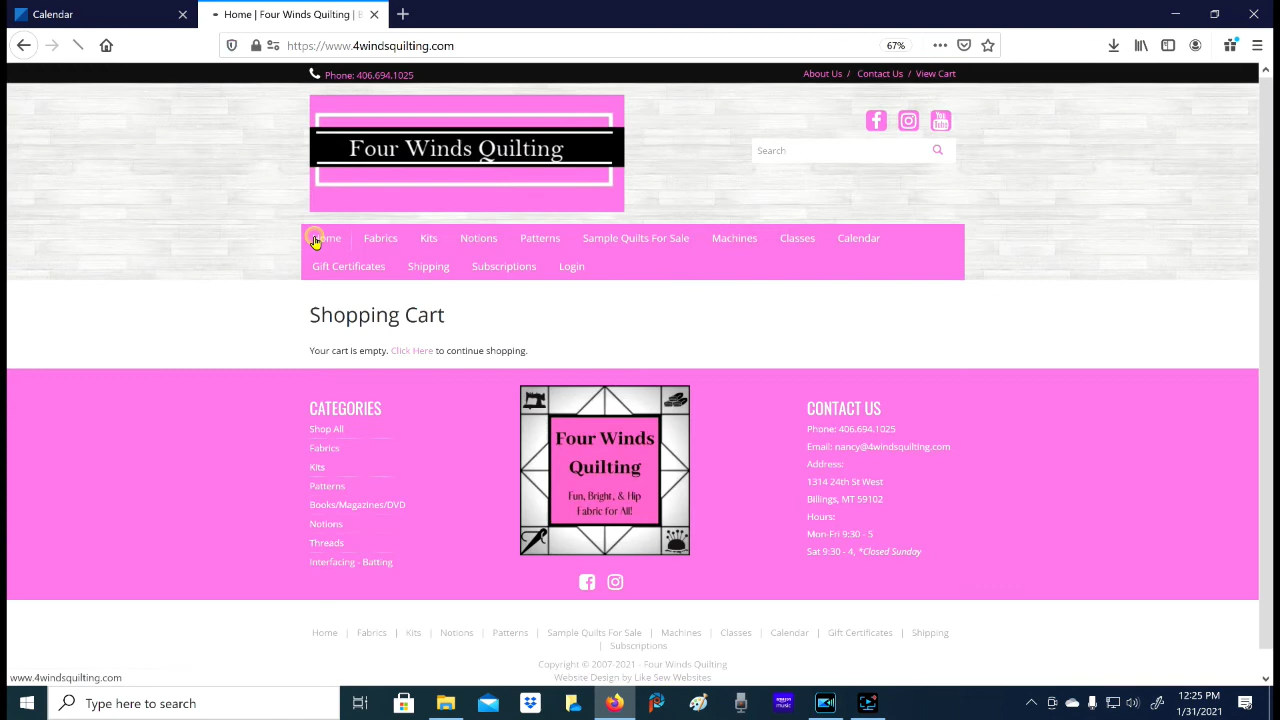 Calendar
Home | Four Winds Quilting |
https://www.4windsquilting.com
67%
Phone: 406.694.1025
About Us / Contact Us / View Cart
Four Winds Quilting
You
Tube
Search
Home Fabrics Kits Notions Patterns Sample Quilts For Sale Machines Classes Calendar
Gift Certificates Shipping Subscriptions Login
Shopping Cart
Your cart is empty. Click Here to continue shopping.
CATEGORIES
Shop All
Fabrics
Kits
Patterns
Books/Magazines/DVD
Notions
Threads
Interfacing - Batting
Four Winds
Quilting
Fun, Bright, & Hip
Fabric for All!
CONTACT US
Phone: 406.694.1025
Email: nancy@4windsquilting.com
Address:
1314 24th St West
Billings, MT 59102
Hours:
Mon-Fri 9:30 - 5
Sat 9:30 - 4, *Closed Sunday
Home | Fabrics | Kits | Notions | Patterns | Sample Quilts For Sale | Machines | Classes | Calendar | Gift Certificates | Shipping
| Subscriptions
Copyright © 2007-2021 - Four Winds Quilting
Website Design by Like Sew Websites
www.4windsquilting.com
Type here to search
amazon
music
12:25 PM
1/31/2021